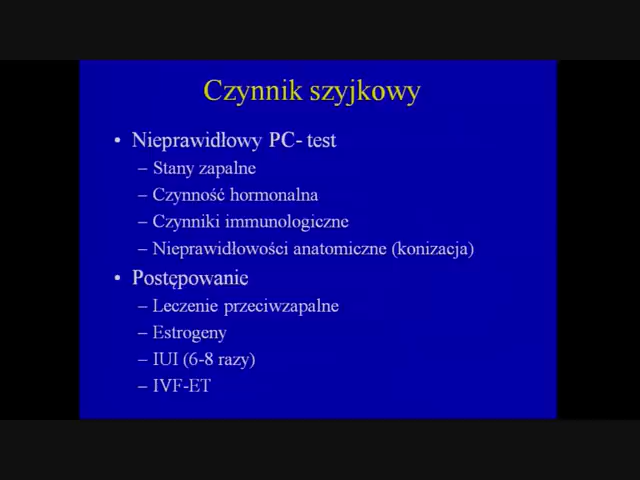 Czynnik szyjkowy
• Nieprawidłowy PC- test
– Stany zapalne
– Czynność hormonalna
– Czynniki immunologiczne
– Nieprawidłowości anatomiczne (konizacja)
• Postępowanie
– Leczenie przeciwzapalne
– Estrogeny
– IUI (6-8 razy)
– IVF-ET